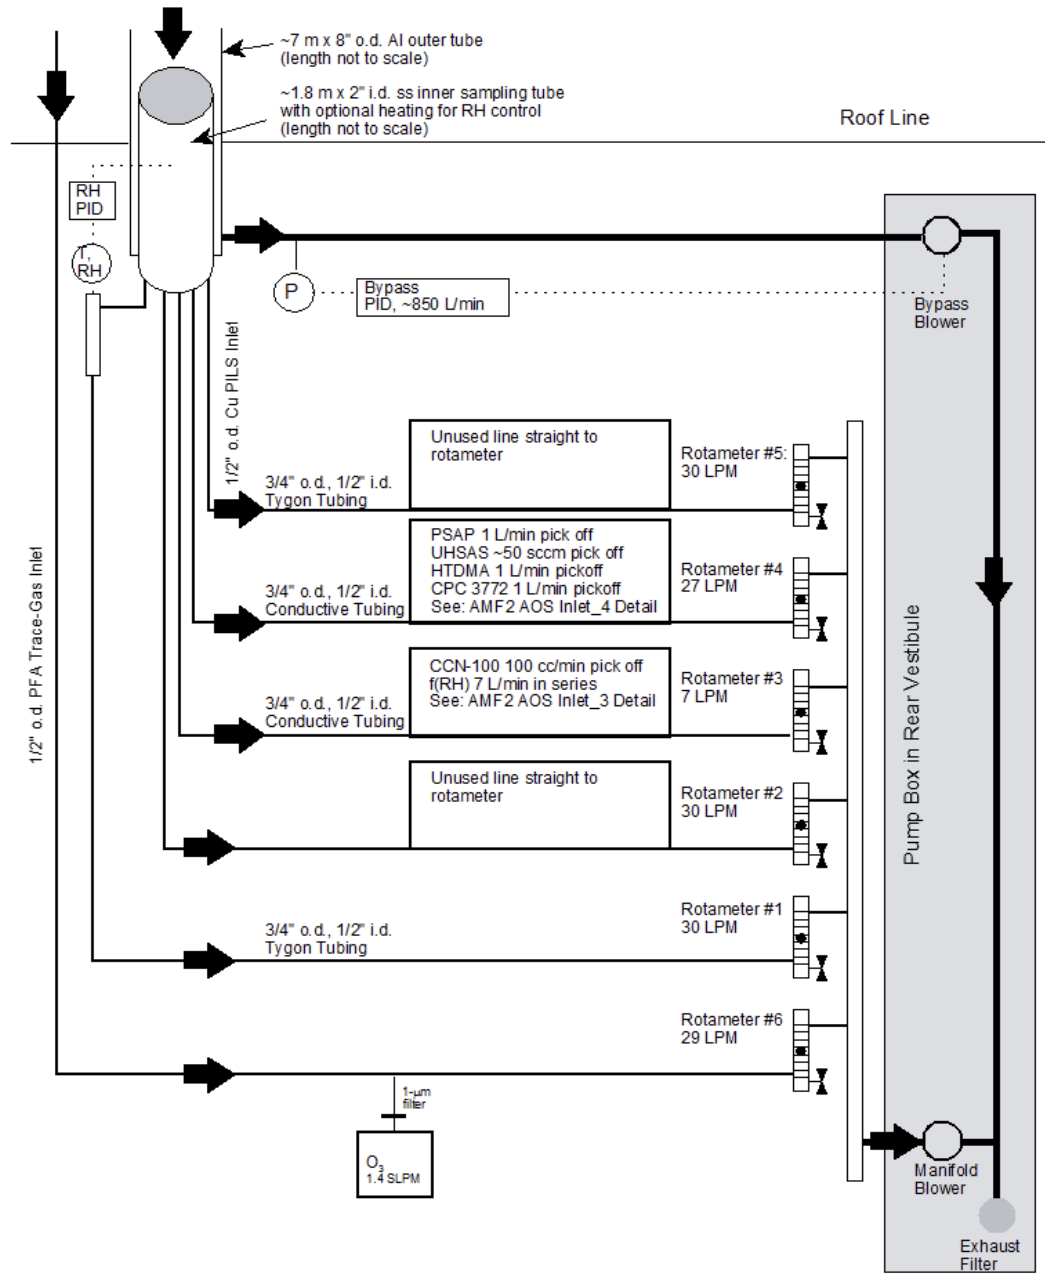 ~7 m x 8" o.d. Al outer tube
(length not to scale)
~1.8 m x 2" i.d. ss inner sampling tube
with optional heating for RH control
(length not to scale)
Roof Line
RH
PID
T,
RH
P
Bypass
PID, ~850 L/min
Bypass
Blower
1/2" o.d. Cu PILS Inlet
1/2" o.d. PFA Trace-Gas Inlet
Pump Box in Rear Vestibule
Unused line straight to
rotameter
Rotameter #5:
30 LPM
3/4" o.d., 1/2" i.d.
Tygon Tubing
PSAP 1 L/min pick off
UHSAS ~50 sccm pick off
HTDMA 1 L/min pickoff
CPC 3772 1 L/min pickoff
See: AMF2 AOS Inlet_4 Detail
Rotameter #4
27 LPM
3/4" o.d., 1/2" i.d.
Conductive Tubing
CCN-100 100 cc/min pick off
f(RH) 7 L/min in series
See: AMF2 AOS Inlet_3 Detail
Rotameter #3
7 LPM
3/4" o.d., 1/2" i.d.
Conductive Tubing
Unused line straight to
rotameter
Rotameter #2
30 LPM
Rotameter #1
30 LPM
3/4" o.d., 1/2" i.d.
Tygon Tubing
Rotameter #6
29 LPM
1-μm
filter
O₃
1.4 SLPM
Manifold
Blower
Exhaust
Filter